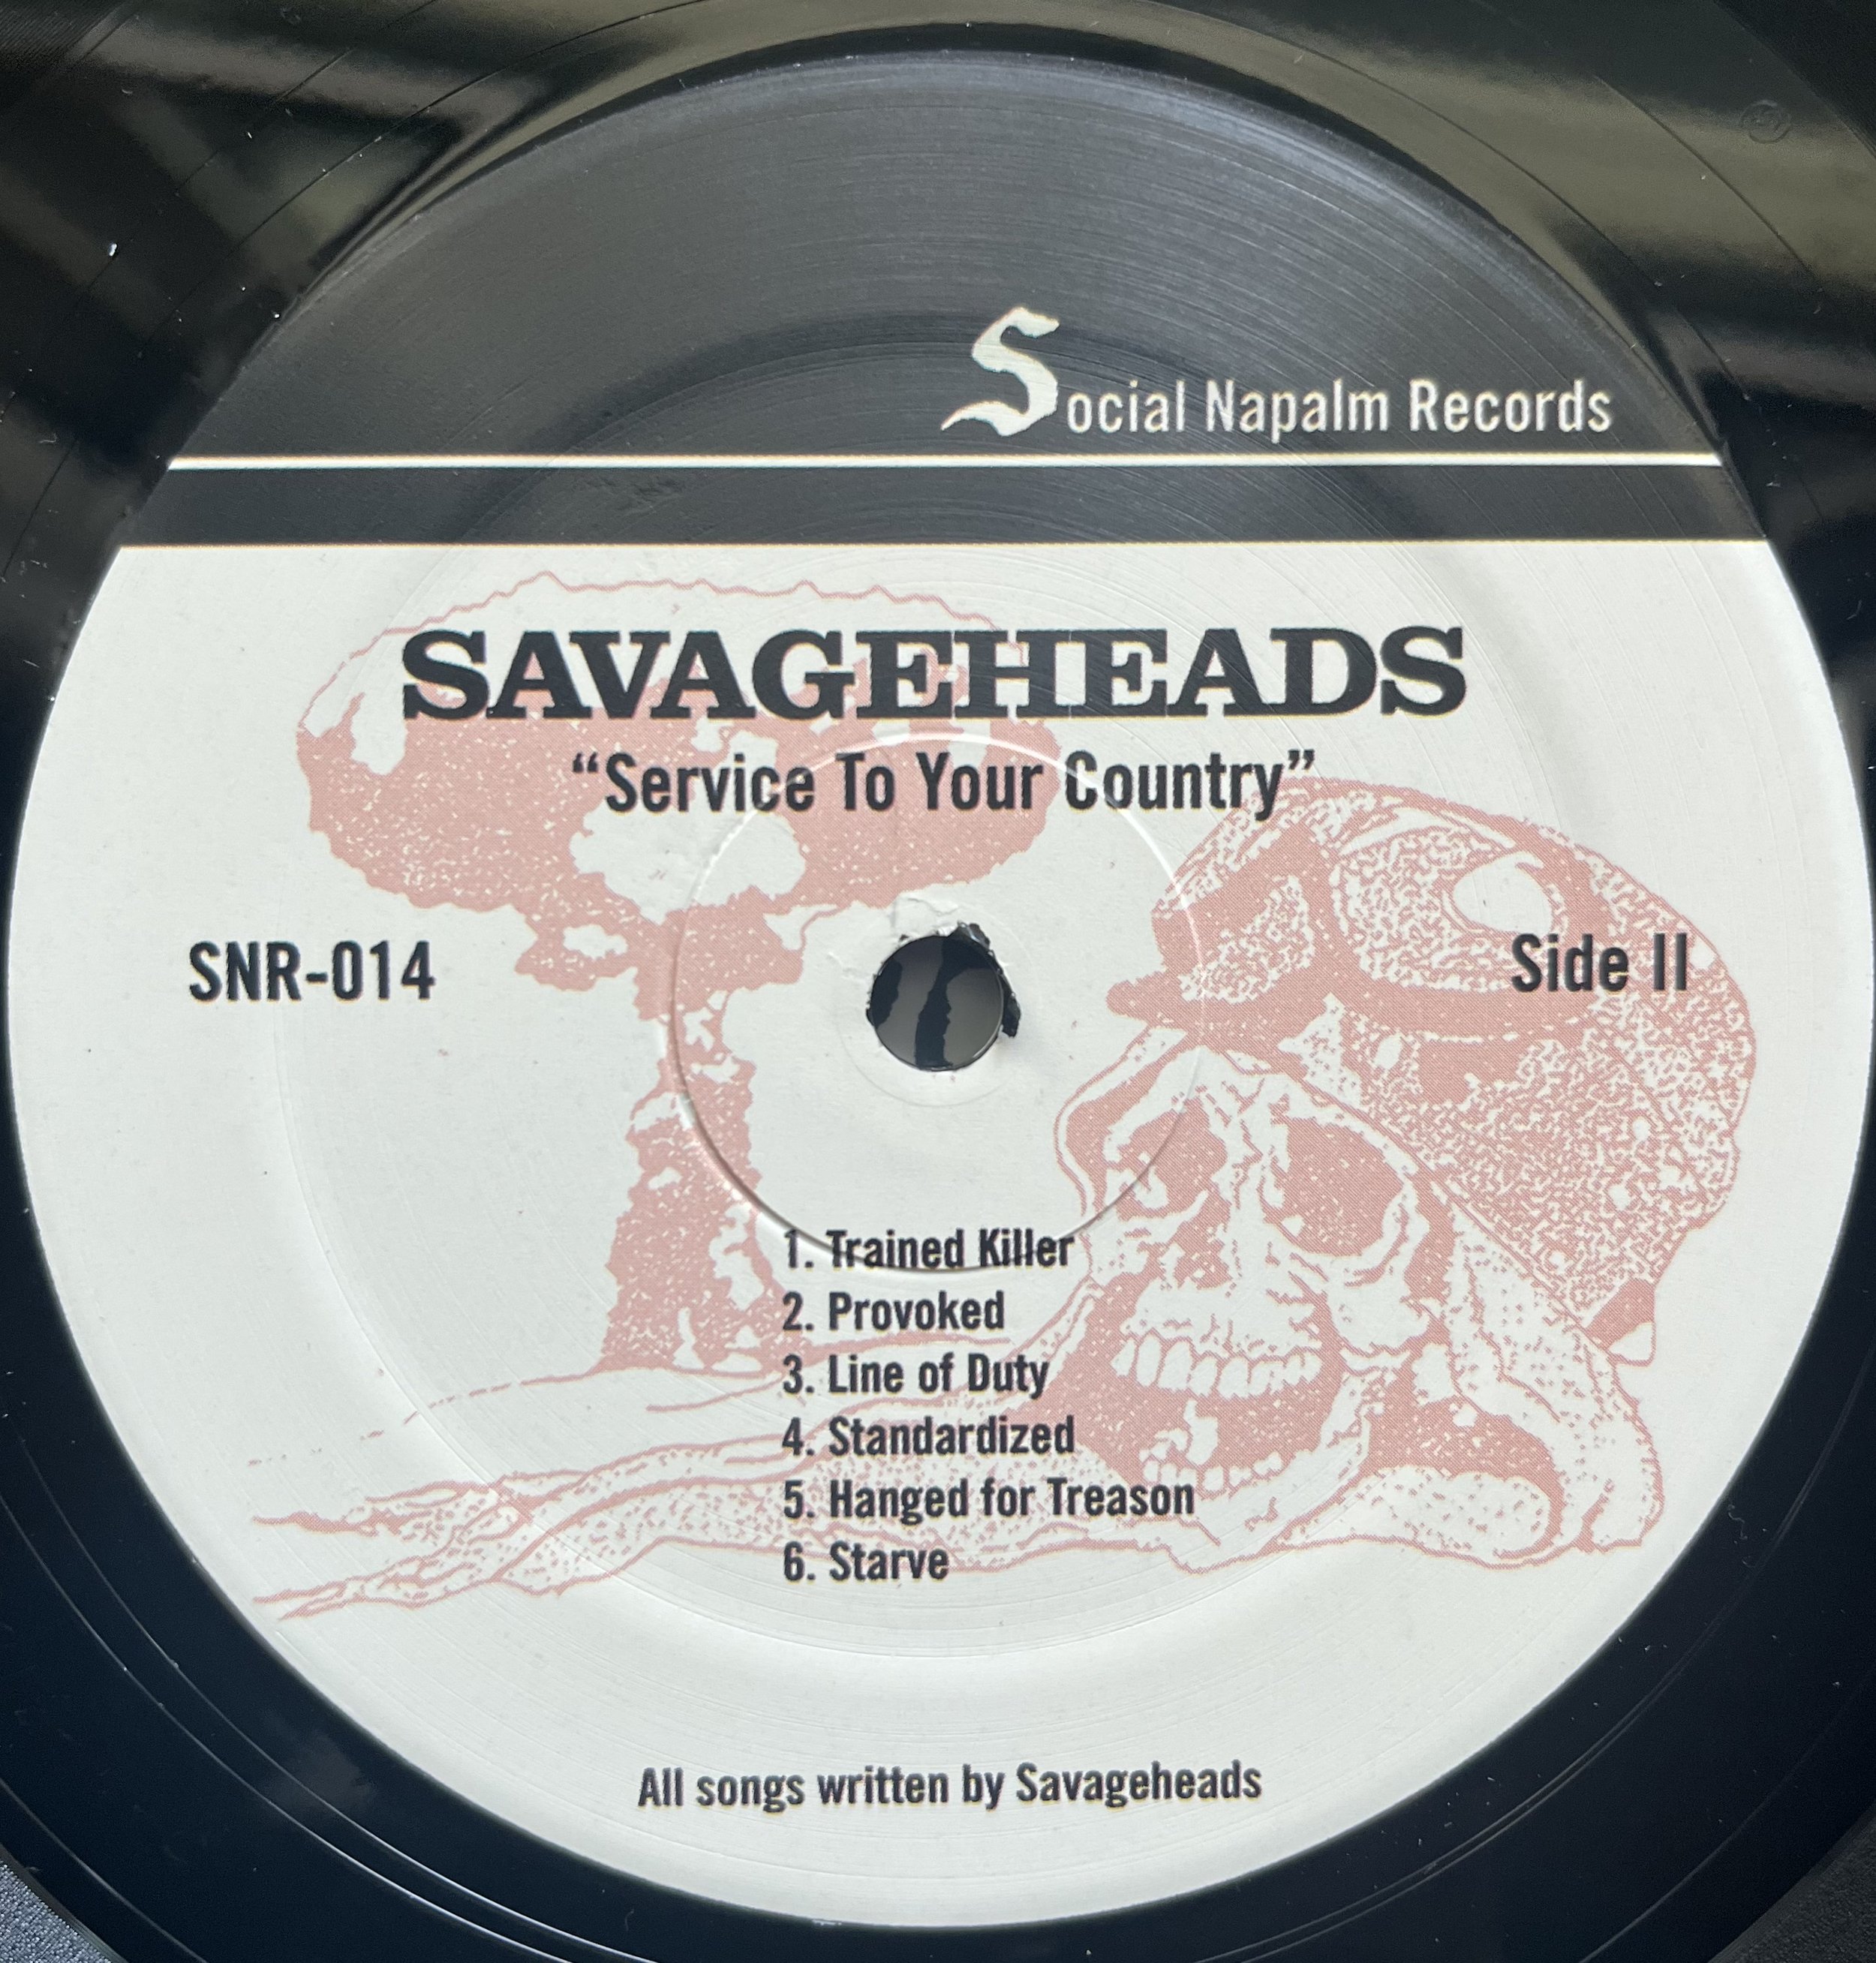 Social Napalm Records
SAVAGEHEADS
“Service To Your Country”
SNR-014
Side II
1. Trained Killer
2. Provoked
3. Line of Duty
4. Standardized
5. Hanged for Treason
6. Starve
All songs written by Savageheads